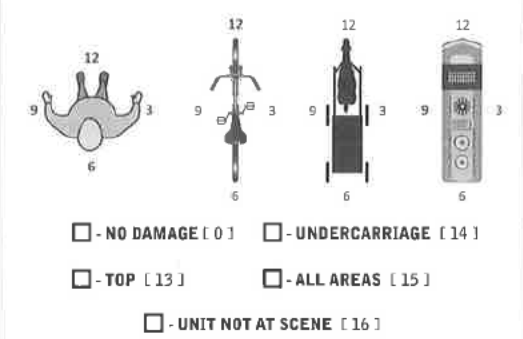 12 12 12 12
9 3 9 3 9 3 9 3
6 6 6 6
- NO DAMAGE [ 0 ] - UNDERCARRIAGE [ 14 ]
- TOP [ 13 ] - ALL AREAS [ 15 ]
- UNIT NOT AT SCENE [ 16 ]